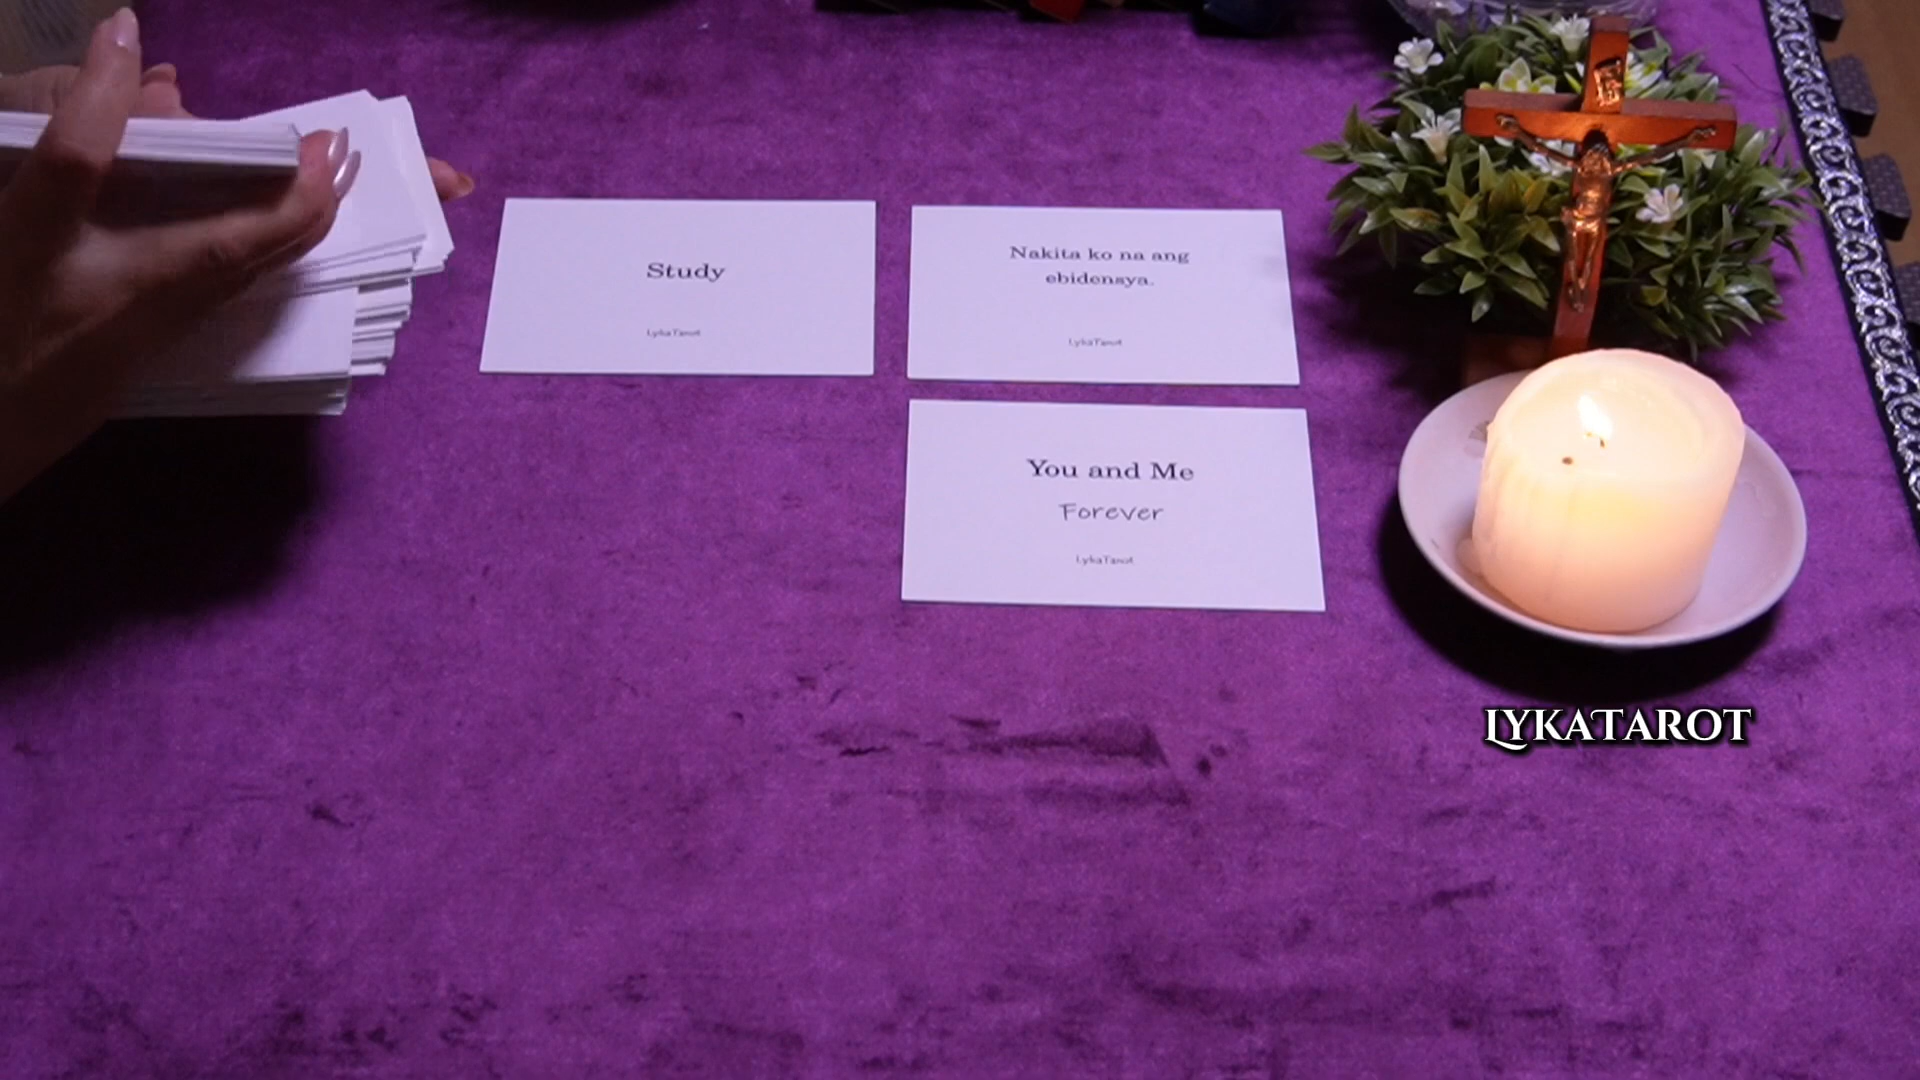 Study
LykaTarot
Nakita ko na ang
ebidensya.
LykaTarot
You and Me
Forever
LykaTarot
LYKATAROT